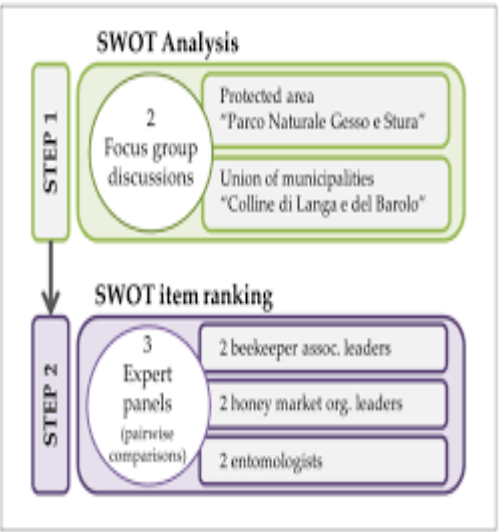 SWOT Analysis
STEP 1
2
Focus group
discussions
Protected area
"Parco Naturale Gesso e Stura"
Union of municipalities
"Colline di Langa e del Barolo"
SWOT item ranking
STEP 2
3
Expert
panels
(pairwise
comparisons)
2 beekeeper assoc. leaders
2 honey market org. leaders
2 entomologists